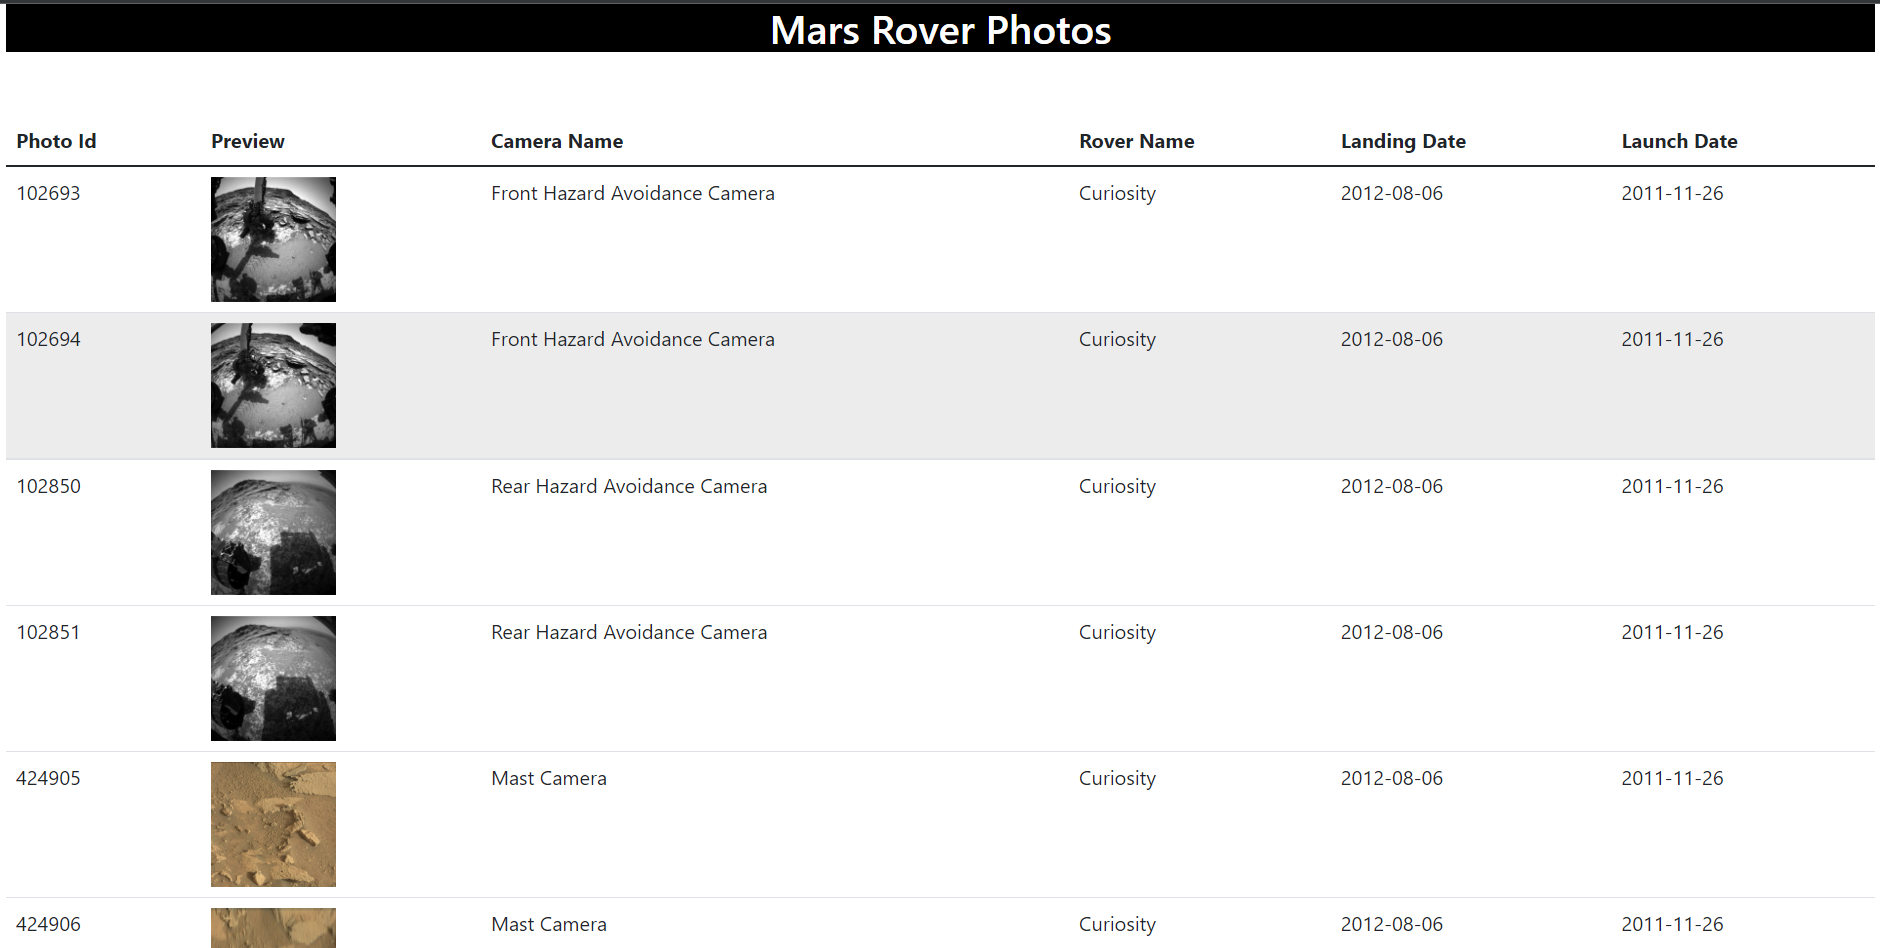 Mars Rover Photos
Photo Id Preview Camera Name Rover Name Landing Date Launch Date
102693 Front Hazard Avoidance Camera Curiosity 2012-08-06 2011-11-26
102694 Front Hazard Avoidance Camera Curiosity 2012-08-06 2011-11-26
102850 Rear Hazard Avoidance Camera Curiosity 2012-08-06 2011-11-26
102851 Rear Hazard Avoidance Camera Curiosity 2012-08-06 2011-11-26
424905 Mast Camera Curiosity 2012-08-06 2011-11-26
424906 Mast Camera Curiosity 2012-08-06 2011-11-26